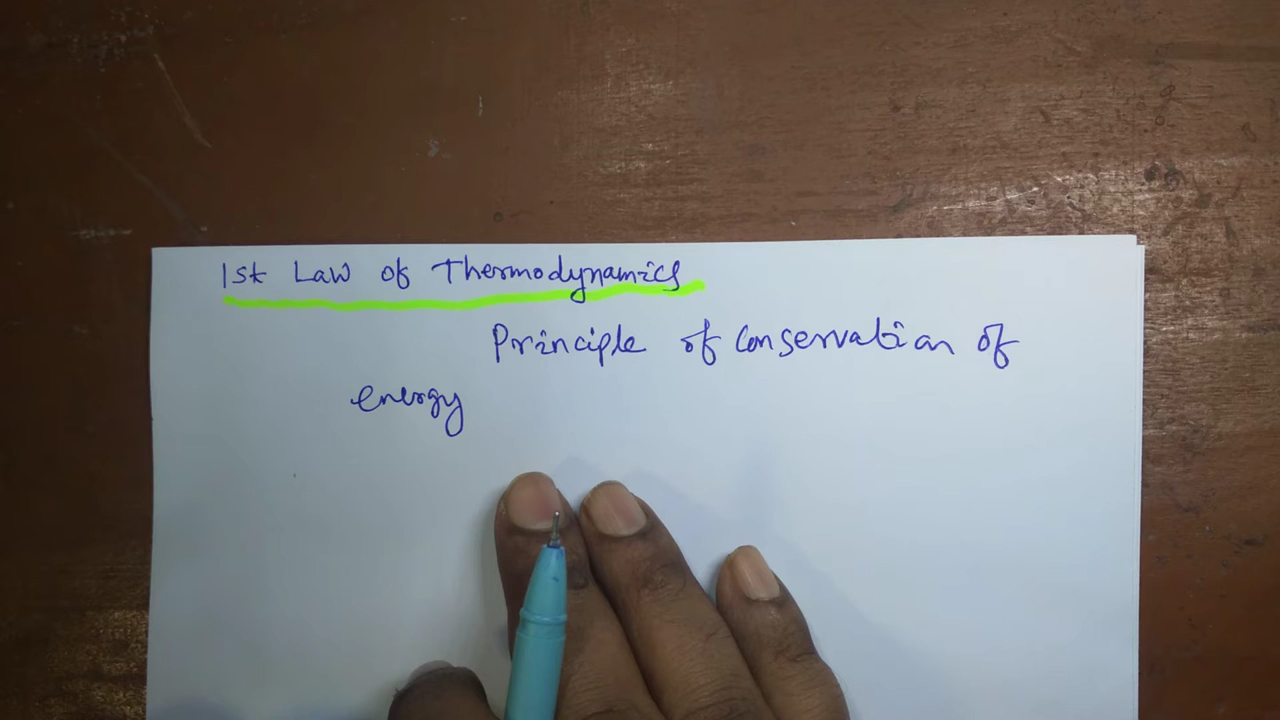 1st Law of Thermodynamics
Principle of conservation of
energy